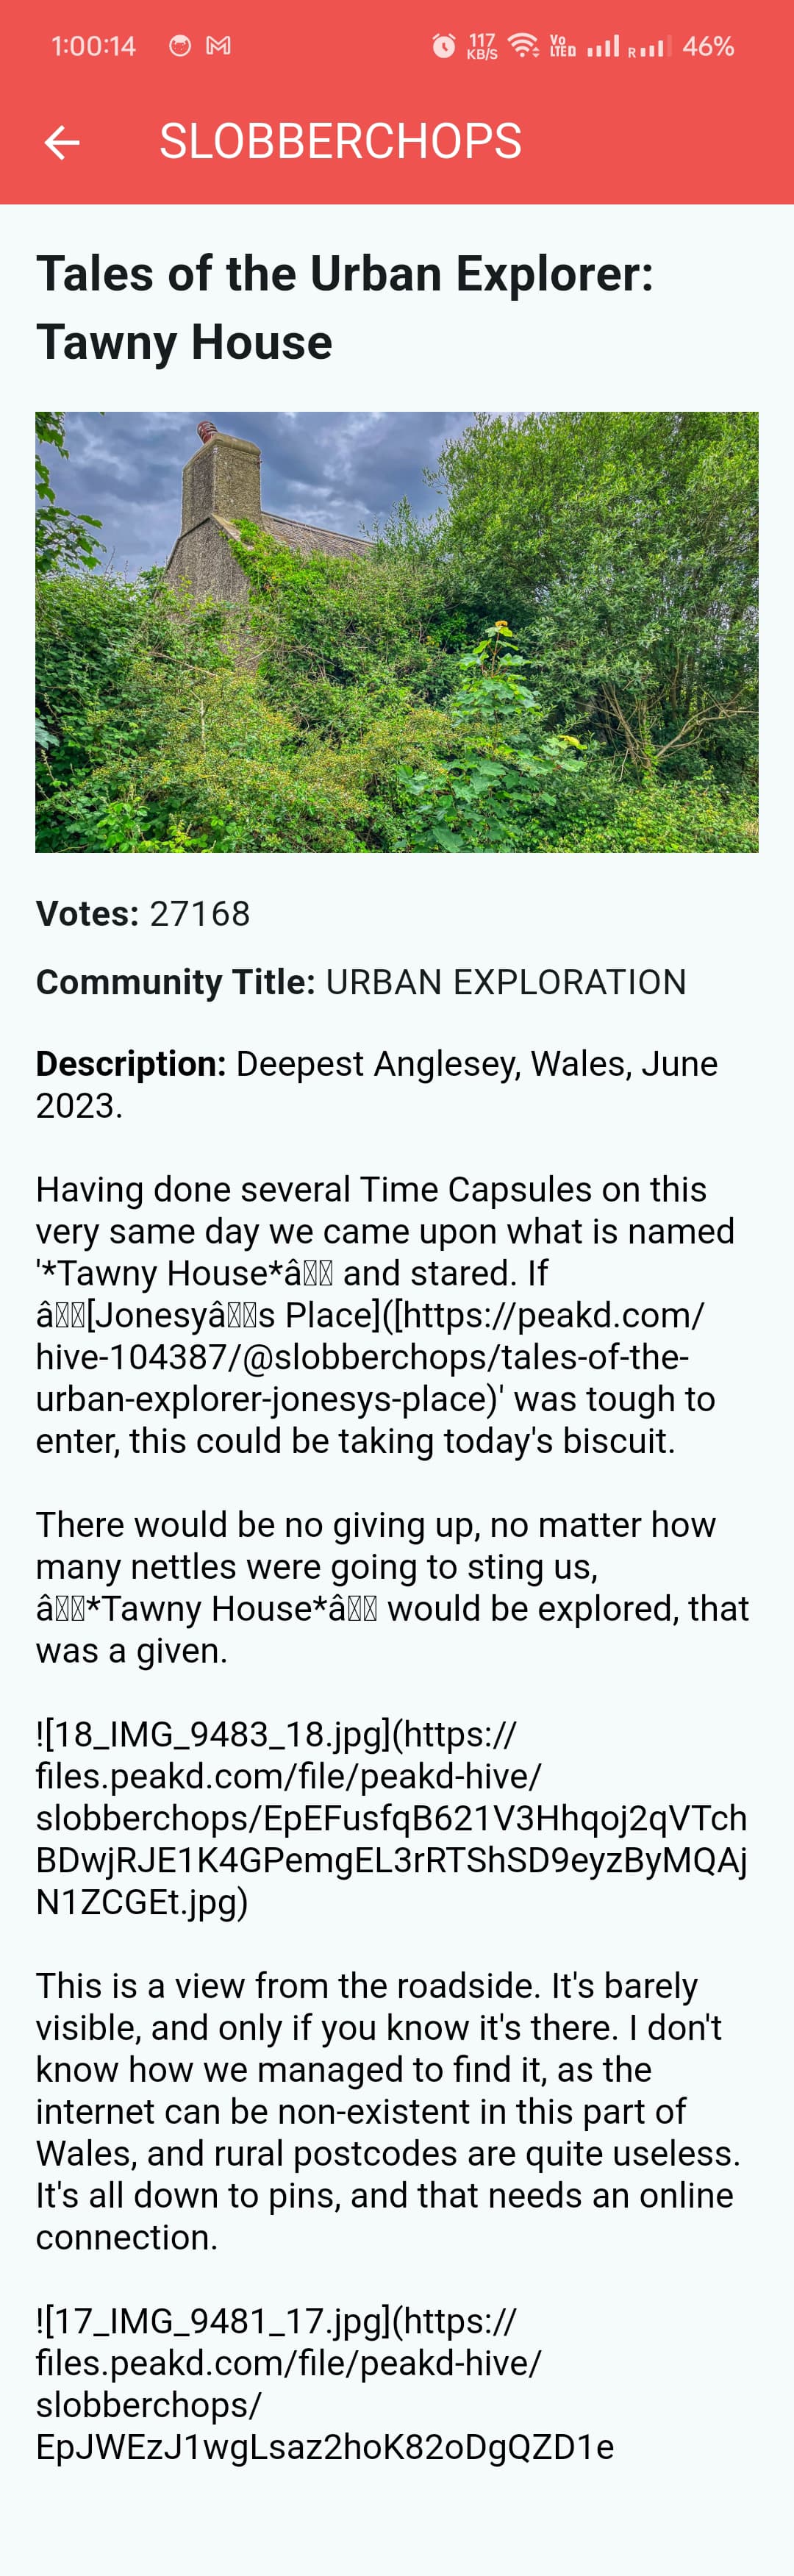 1:00:14
117 KB/S
Vo LTED
R
46%
SLOBBERCHOPS
Tales of the Urban Explorer:
Tawny House
Votes: 27168
Community Title: URBAN EXPLORATION
Description: Deepest Anglesey, Wales, June
2023.
Having done several Time Capsules on this
very same day we came upon what is named
'*Tawny House*â and stared. If
â[Jonesyâs Place]([https://peakd.com/
hive-104387/@slobberchops/tales-of-the-
urban-explorer-jonesys-place)' was tough to
enter, this could be taking today's biscuit.
There would be no giving up, no matter how
many nettles were going to sting us,
â*Tawny House*â would be explored, that
was a given.
![18_IMG_9483_18.jpg](https://
files.peakd.com/file/peakd-hive/
slobberchops/EpEFusfqB621V3Hhqoj2qVTch
BDwjRJE1K4GPemgEL3rRTShSD9eyzByMQAj
N1ZCGEt.jpg)
This is a view from the roadside. It's barely
visible, and only if you know it's there. I don't
know how we managed to find it, as the
internet can be non-existent in this part of
Wales, and rural postcodes are quite useless.
It's all down to pins, and that needs an online
connection.
![17_IMG_9481_17.jpg](https://
files.peakd.com/file/peakd-hive/
slobberchops/
EpJWEzJ1wgLsaz2hoK82oDgQZD1e